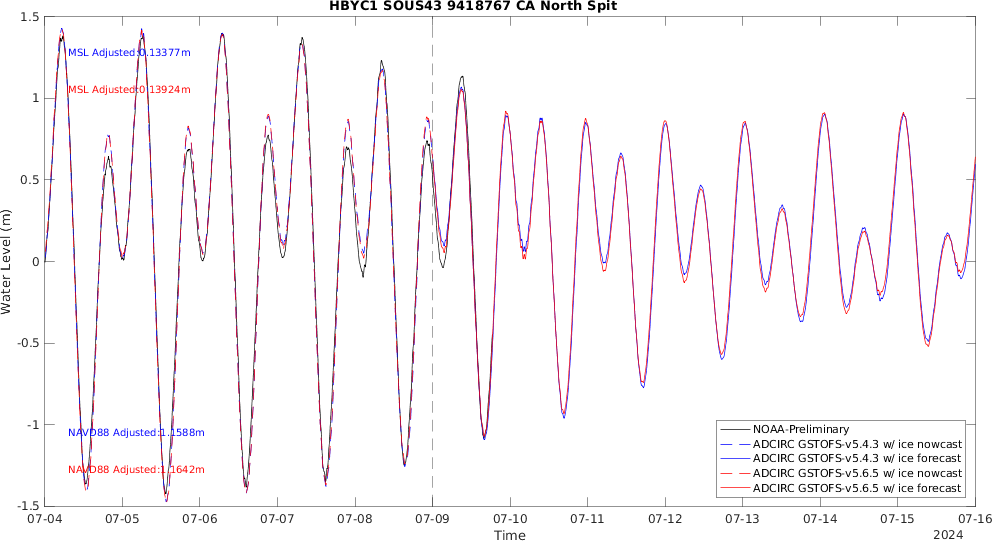 HBYC1 SOUS43 9418767 CA North Spit
1.5
MSL Adjusted:0.13377m
MSL Adjusted:0.13924m
1
0.5
Water Level (m)
0
-0.5
-1
NAVD88 Adjusted:1.1588m
NAVD88 Adjusted:1.1642m
-1.5
NOAA-Preliminary
ADCIRC GSTOFS-v5.4.3 w/ ice nowcast
ADCIRC GSTOFS-v5.4.3 w/ ice forecast
ADCIRC GSTOFS-v5.6.5 w/ ice nowcast
ADCIRC GSTOFS-v5.6.5 w/ ice forecast
07-04 07-05 07-06 07-07 07-08 07-09 07-10 07-11 07-12 07-13 07-14 07-15 07-16
Time
2024